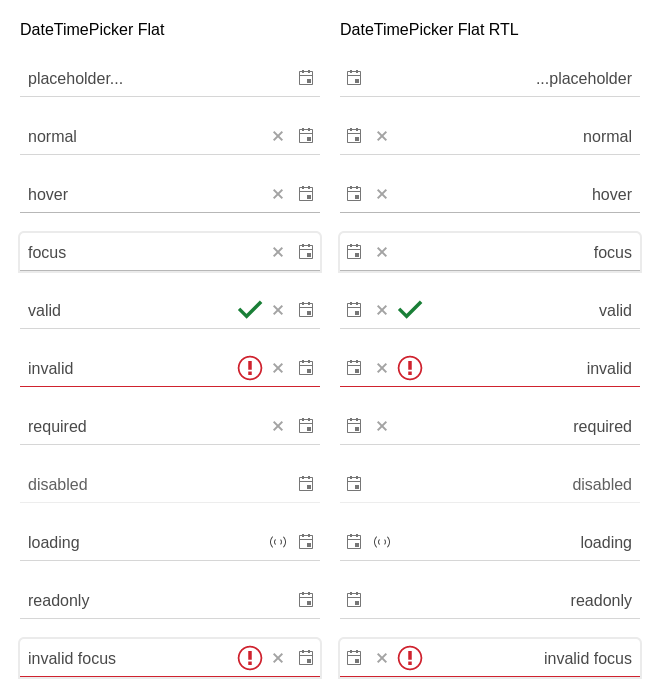 DateTimePicker Flat
placeholder...
normal
hover
focus
valid
invalid
required
disabled
loading
readonly
invalid focus
DateTimePicker Flat RTL
...placeholder
normal
hover
focus
valid
invalid
required
disabled
loading
readonly
invalid focus